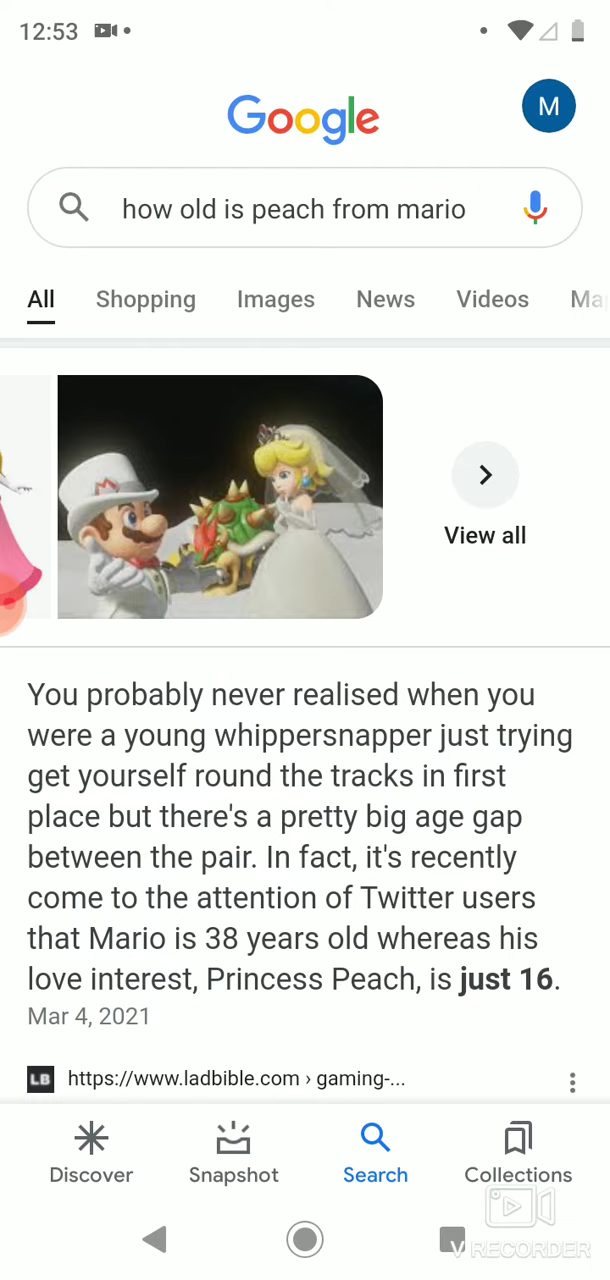 12:53
Google
M
how old is peach from mario
All Shopping Images News Videos Ma
View all
You probably never realised when you
were a young whippersnapper just trying
get yourself round the tracks in first
place but there's a pretty big age gap
between the pair. In fact, it's recently
come to the attention of Twitter users
that Mario is 38 years old whereas his
love interest, Princess Peach, is just 16.
Mar 4, 2021
LB https://www.ladbible.com › gaming-...
Discover Snapshot Search Collections
V RECORDER